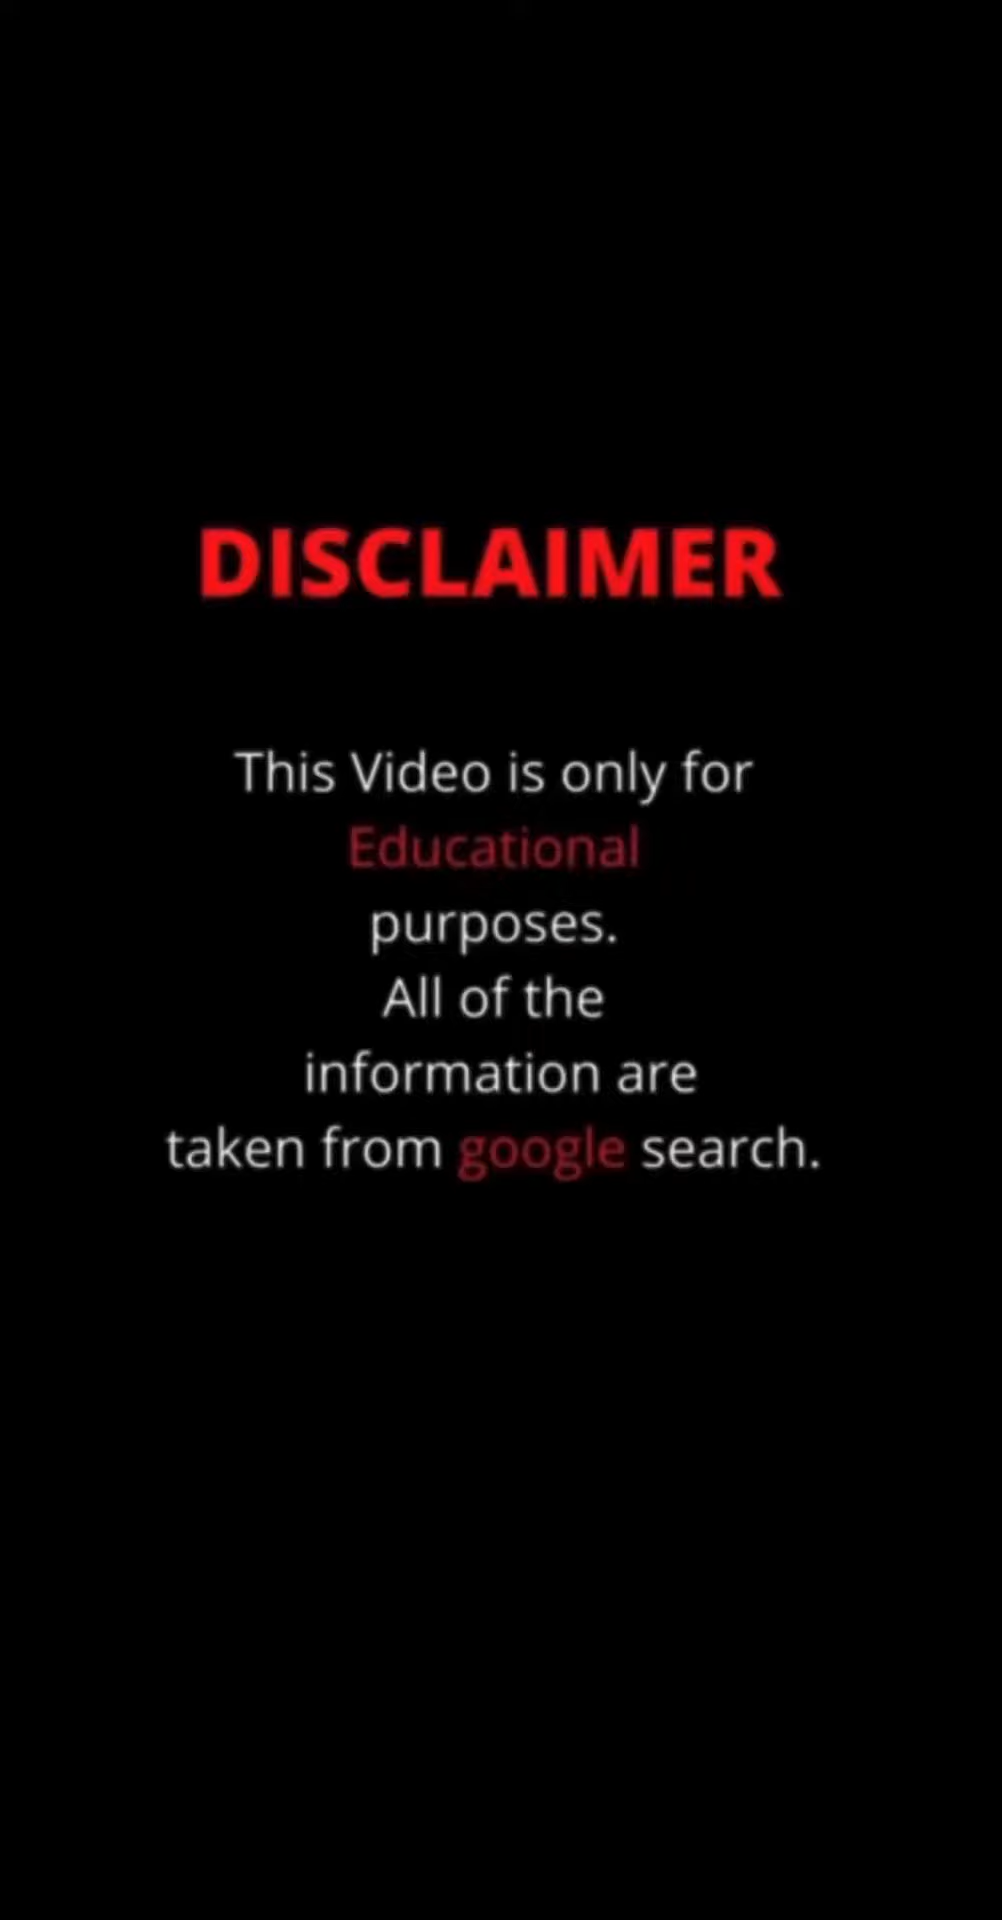 DISCLAIMER
This Video is only for
Educational
purposes.
All of the
information are
taken from google search.